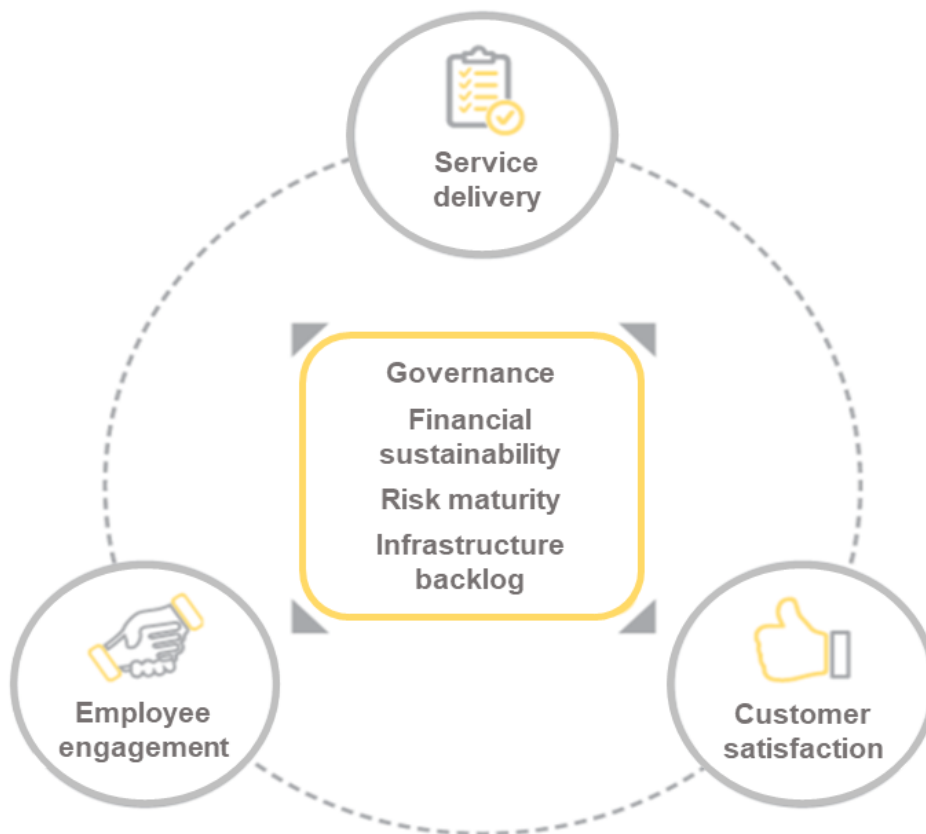 Service
delivery
Governance
Financial
sustainability
Risk maturity
Infrastructure
backlog
Employee
engagement
Customer
satisfaction